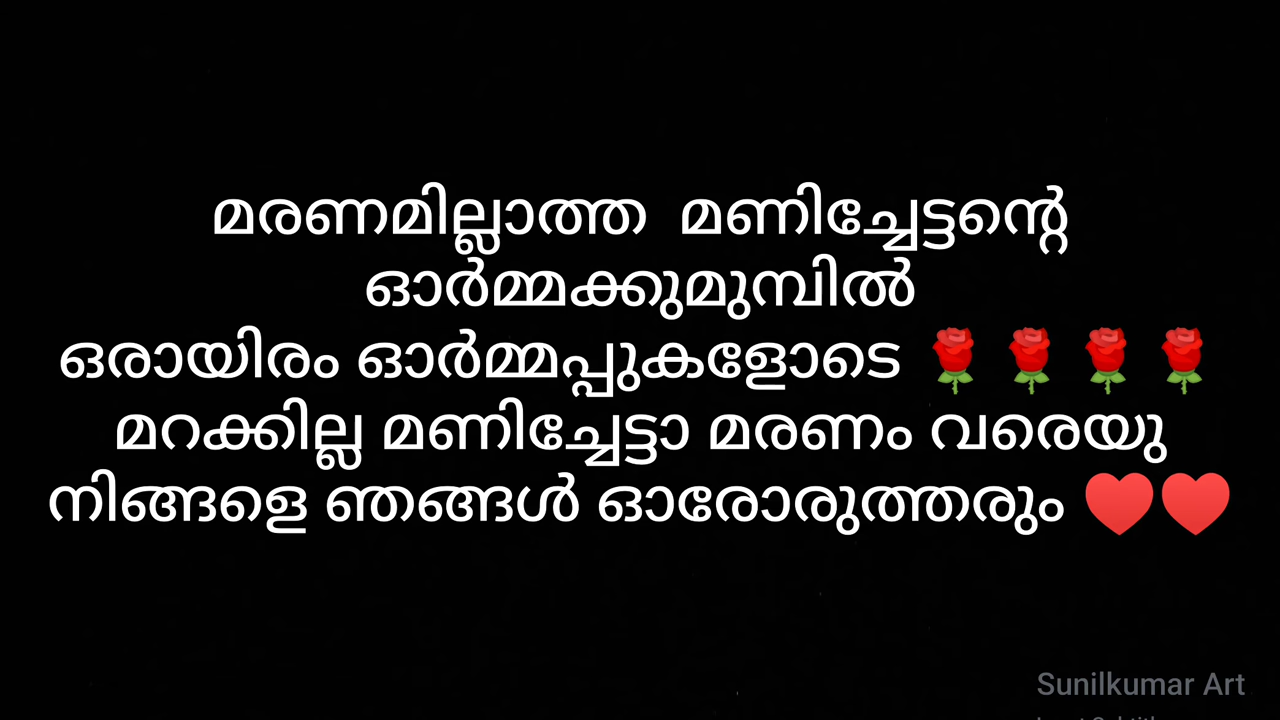 മരണമില്ലാത്ത മണിച്ചേട്ടന്റെ
ഓർമ്മക്കുമുമ്പിൽ
ഒരായിരം ഓർമ്മപ്പുകളോടെ 🌹🌹🌹🌹
മറക്കില്ല മണിച്ചേട്ടാ മരണം വരെയു
നിങ്ങളെ ഞങ്ങൾ ഓരോരുത്തരും ♥️♥️
Sunilkumar Art